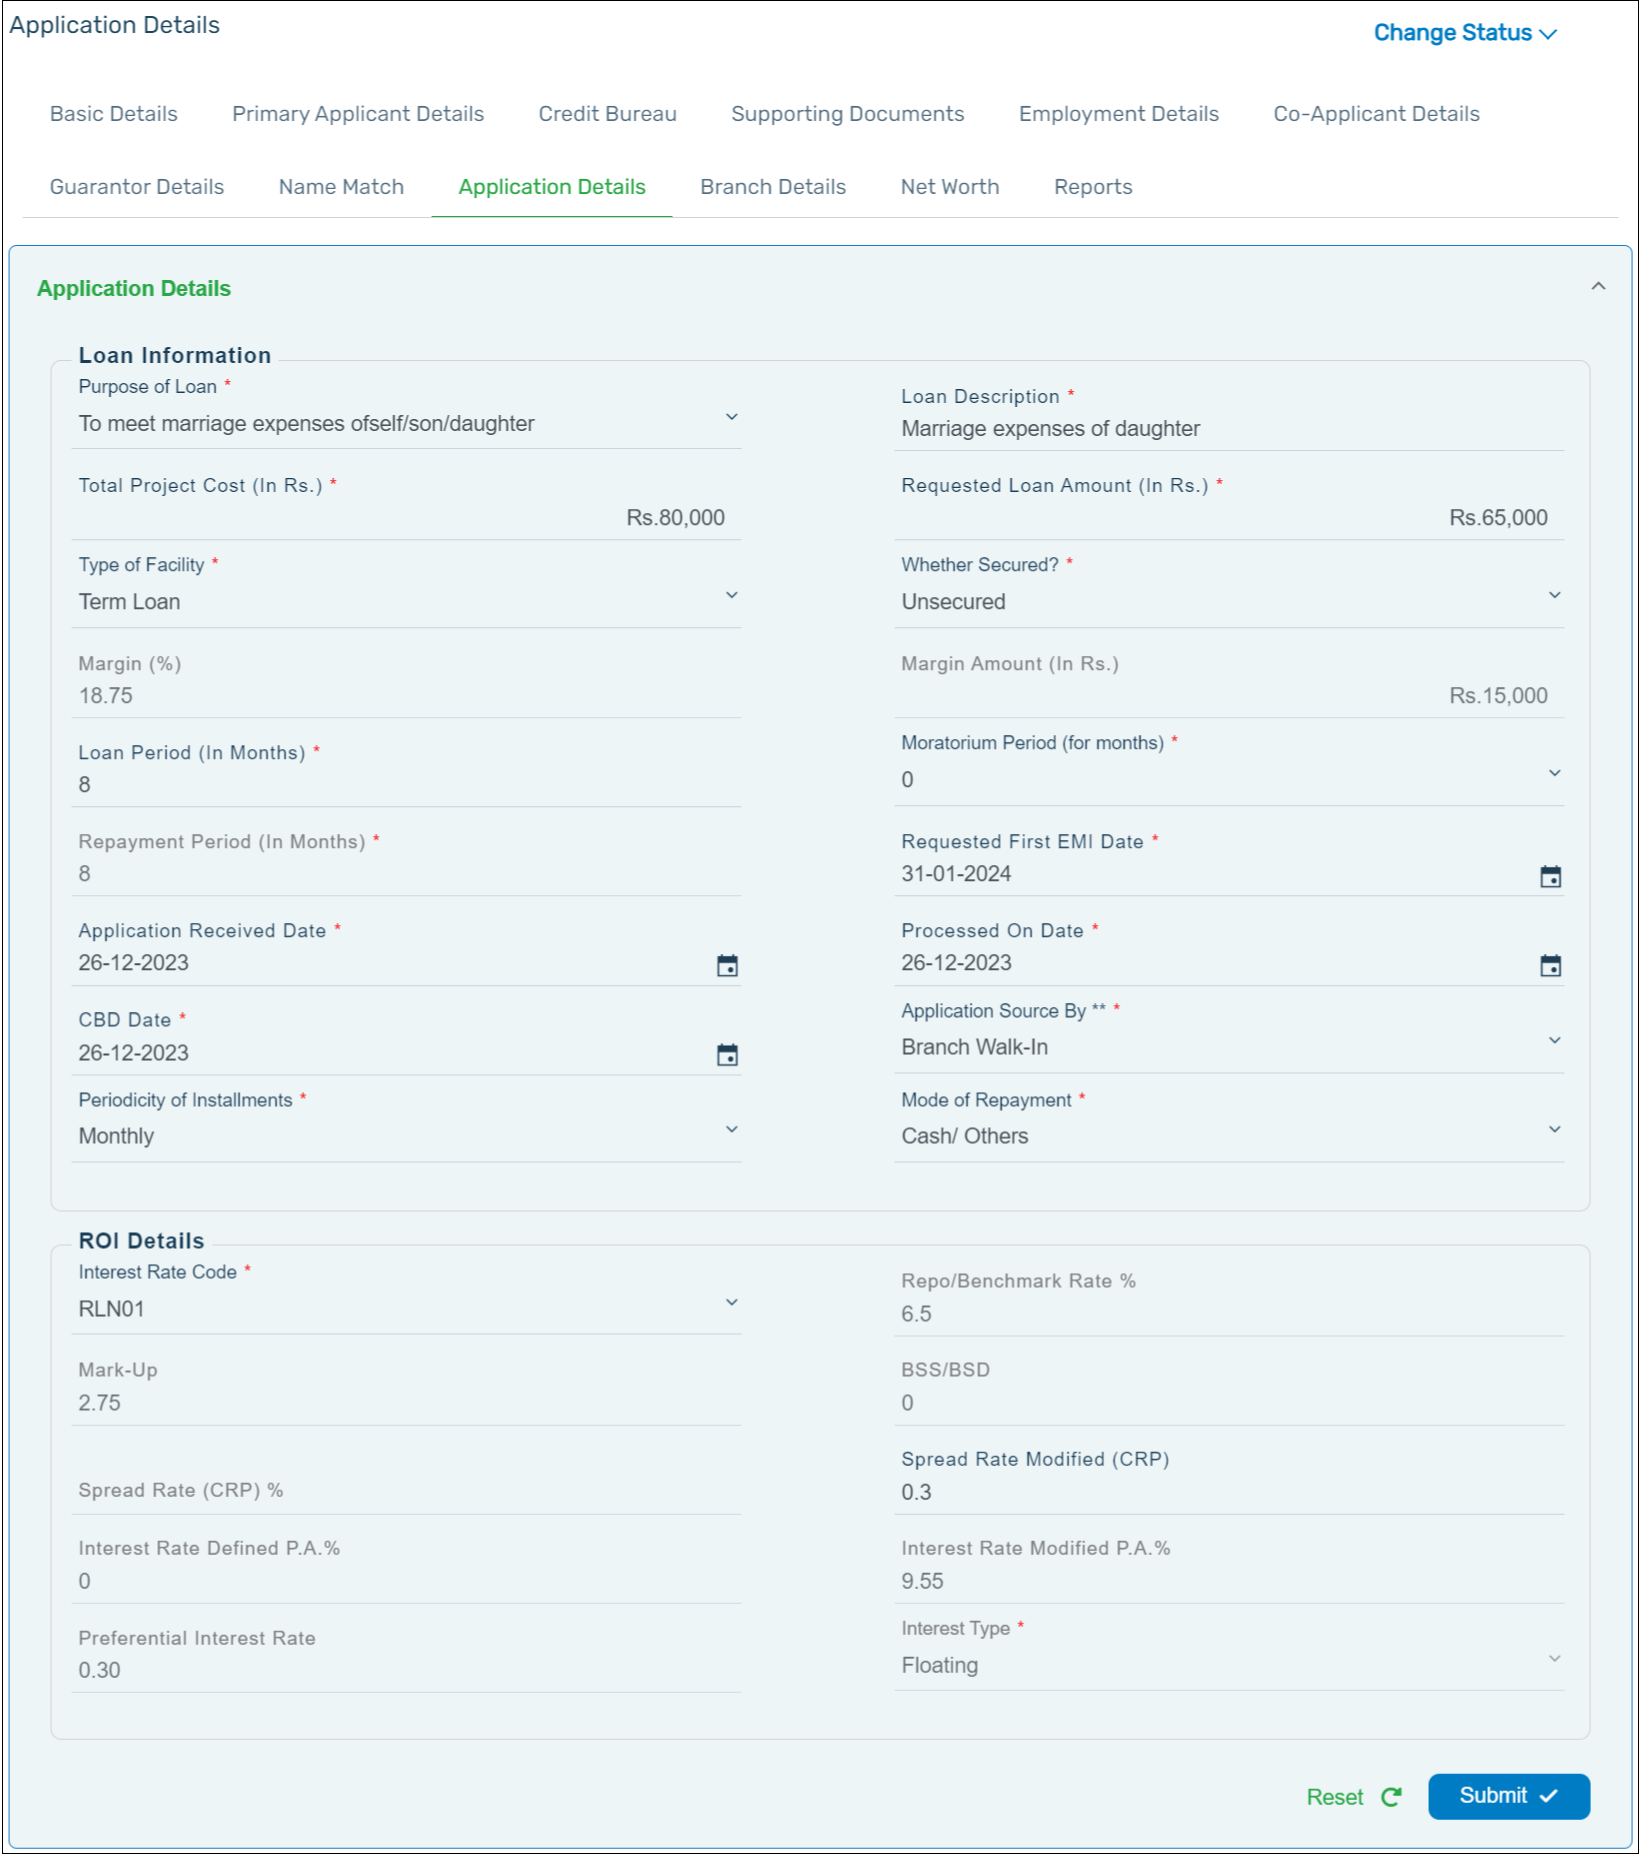 Application Details
Change Status
Basic Details Primary Applicant Details Credit Bureau Supporting Documents Employment Details Co-Applicant Details
Guarantor Details Name Match Application Details Branch Details Net Worth Reports
Application Details
Loan Information
Purpose of Loan *
To meet marriage expenses ofself/son/daughter
Loan Description *
Marriage expenses of daughter
Total Project Cost (In Rs.) *
Rs.80,000
Requested Loan Amount (In Rs.) *
Rs.65,000
Type of Facility *
Term Loan
Whether Secured? *
Unsecured
Margin (%)
18.75
Margin Amount (In Rs.)
Rs.15,000
Loan Period (In Months) *
8
Moratorium Period (for months) *
0
Repayment Period (In Months) *
8
Requested First EMI Date *
31-01-2024
Application Received Date *
26-12-2023
Processed On Date *
26-12-2023
CBD Date *
26-12-2023
Application Source By ** *
Branch Walk-In
Periodicity of Installments *
Monthly
Mode of Repayment *
Cash/ Others
ROI Details
Interest Rate Code *
RLN01
Repo/Benchmark Rate %
6.5
Mark-Up
2.75
BSS/BSD
0
Spread Rate (CRP) %
Spread Rate Modified (CRP)
0.3
Interest Rate Defined P.A.%
0
Interest Rate Modified P.A.%
9.55
Preferential Interest Rate
0.30
Interest Type *
Floating
Reset
Submit